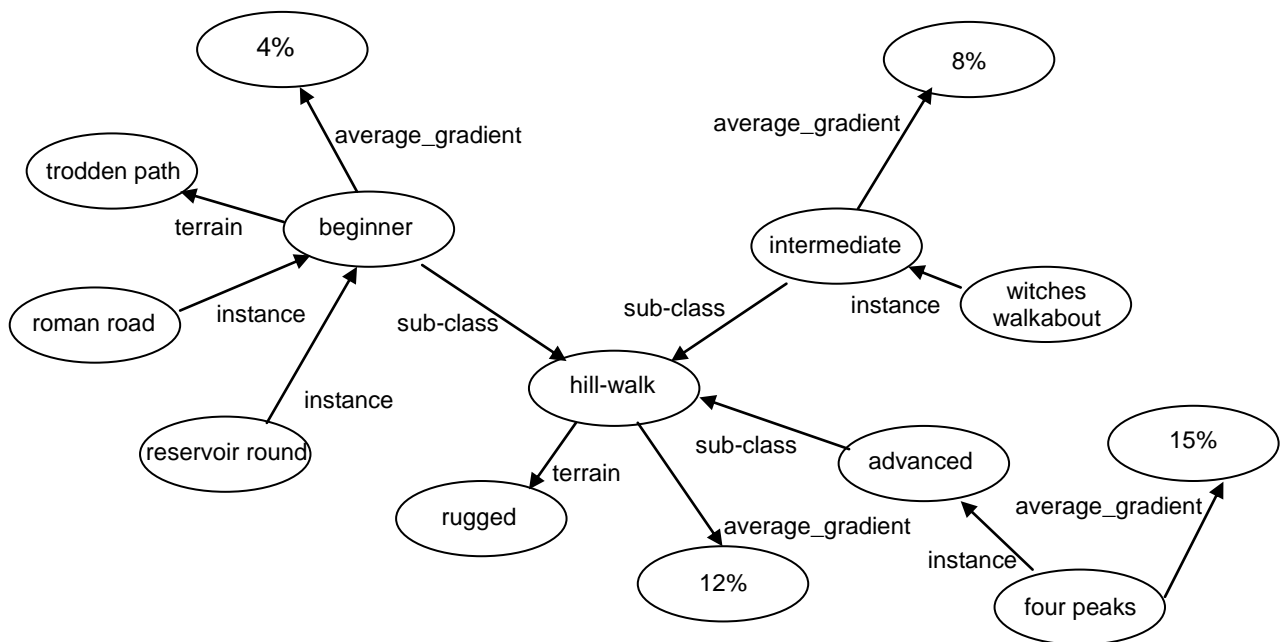 4%
8%
average_gradient
average_gradient
trodden path
terrain
beginner
intermediate
roman road
instance
sub-class
sub-class
instance
witches
walkabout
hill-walk
instance
reservoir round
terrain
sub-class
advanced
15%
rugged
average_gradient
average_gradient
instance
12%
four peaks